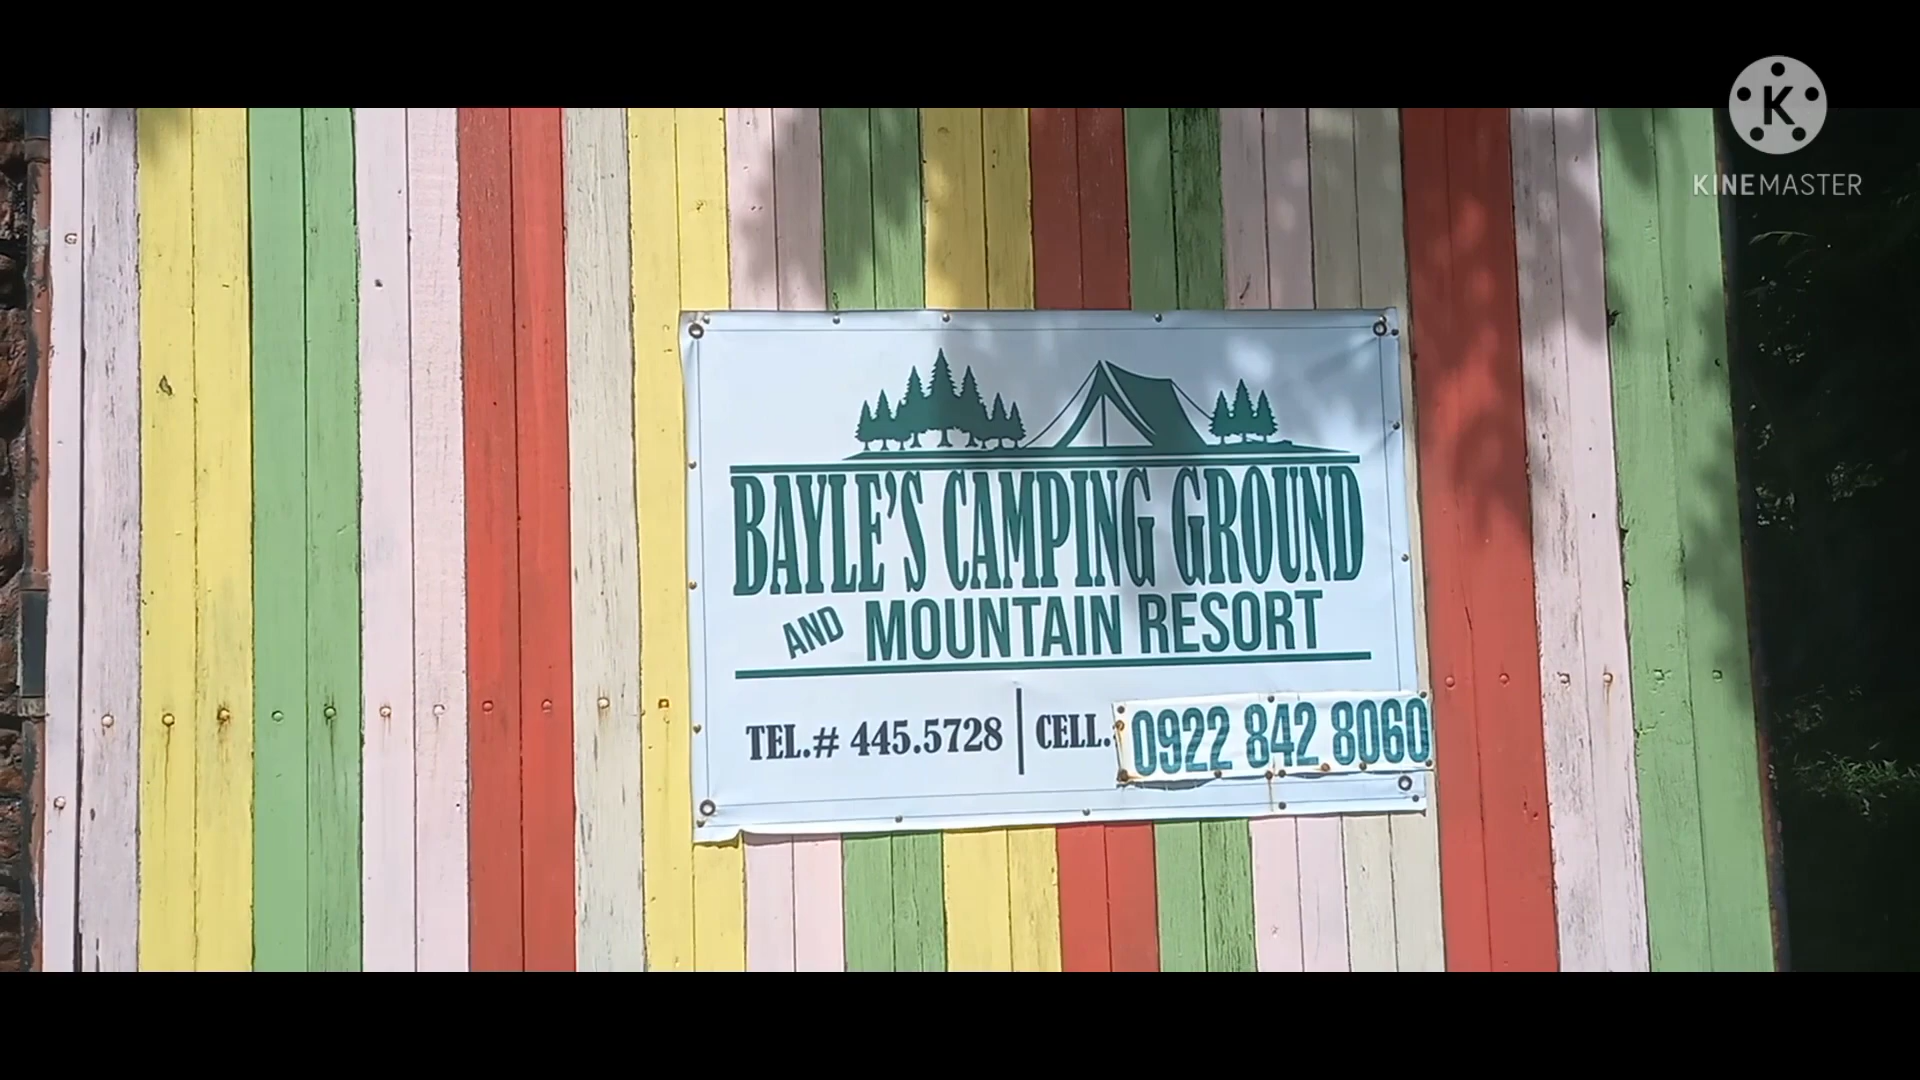 K
KINEMASTER
BAYLE'S CAMPING GROUND
AND MOUNTAIN RESORT
TEL.# 445.5728 | CELL. 0922 842 8060